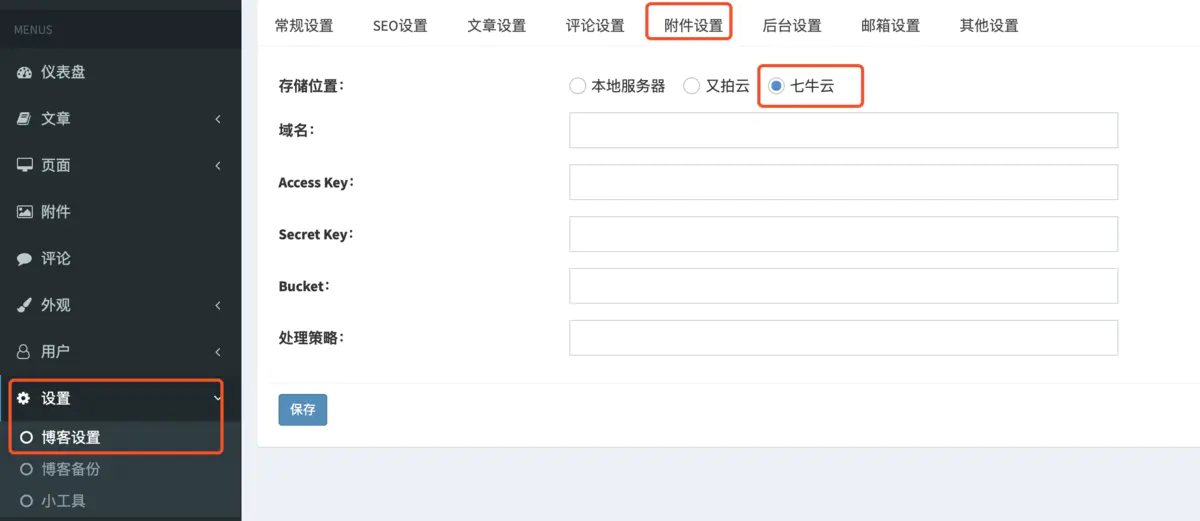 MENUS
仪表盘
文章
页面
附件
评论
外观
用户
设置
博客设置
博客备份
小工具
常规设置 SEO设置 文章设置 评论设置 附件设置 后台设置 邮箱设置 其他设置
存储位置： 本地服务器 又拍云 七牛云
域名：
Access Key：
Secret Key：
Bucket：
处理策略：
保存